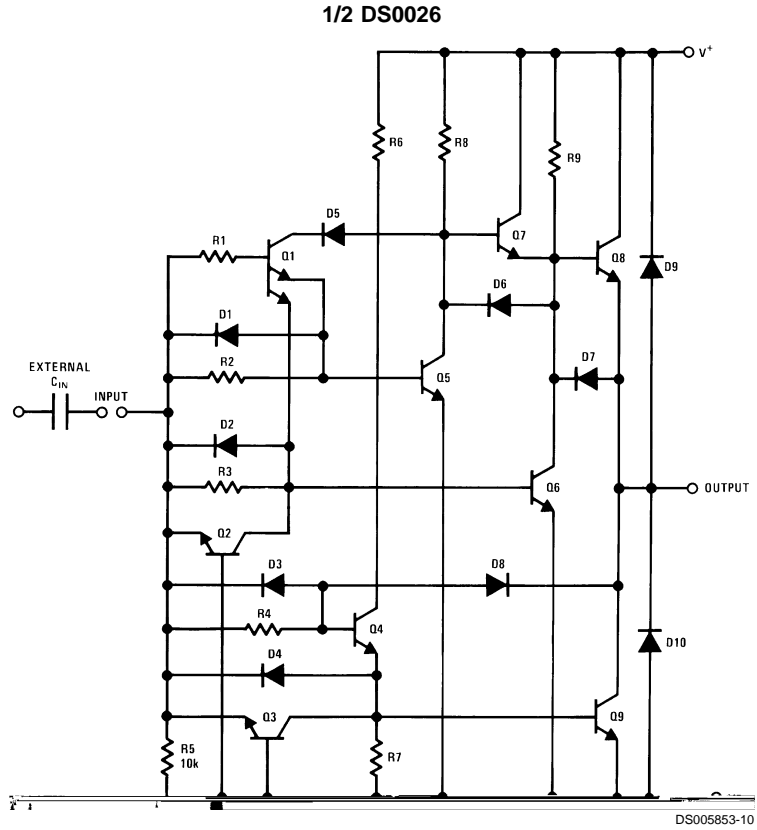 1/2 DS0026
V+
R6
R8
R9
D5
R1
Q1
Q7
Q8
D9
D6
D1
D7
R2
EXTERNAL
CIN
INPUT
Q5
D2
R3
Q6
OUTPUT
Q2
D3
D8
R4
Q4
D10
D4
Q3
Q9
R5
10k
R7
DS005853-10